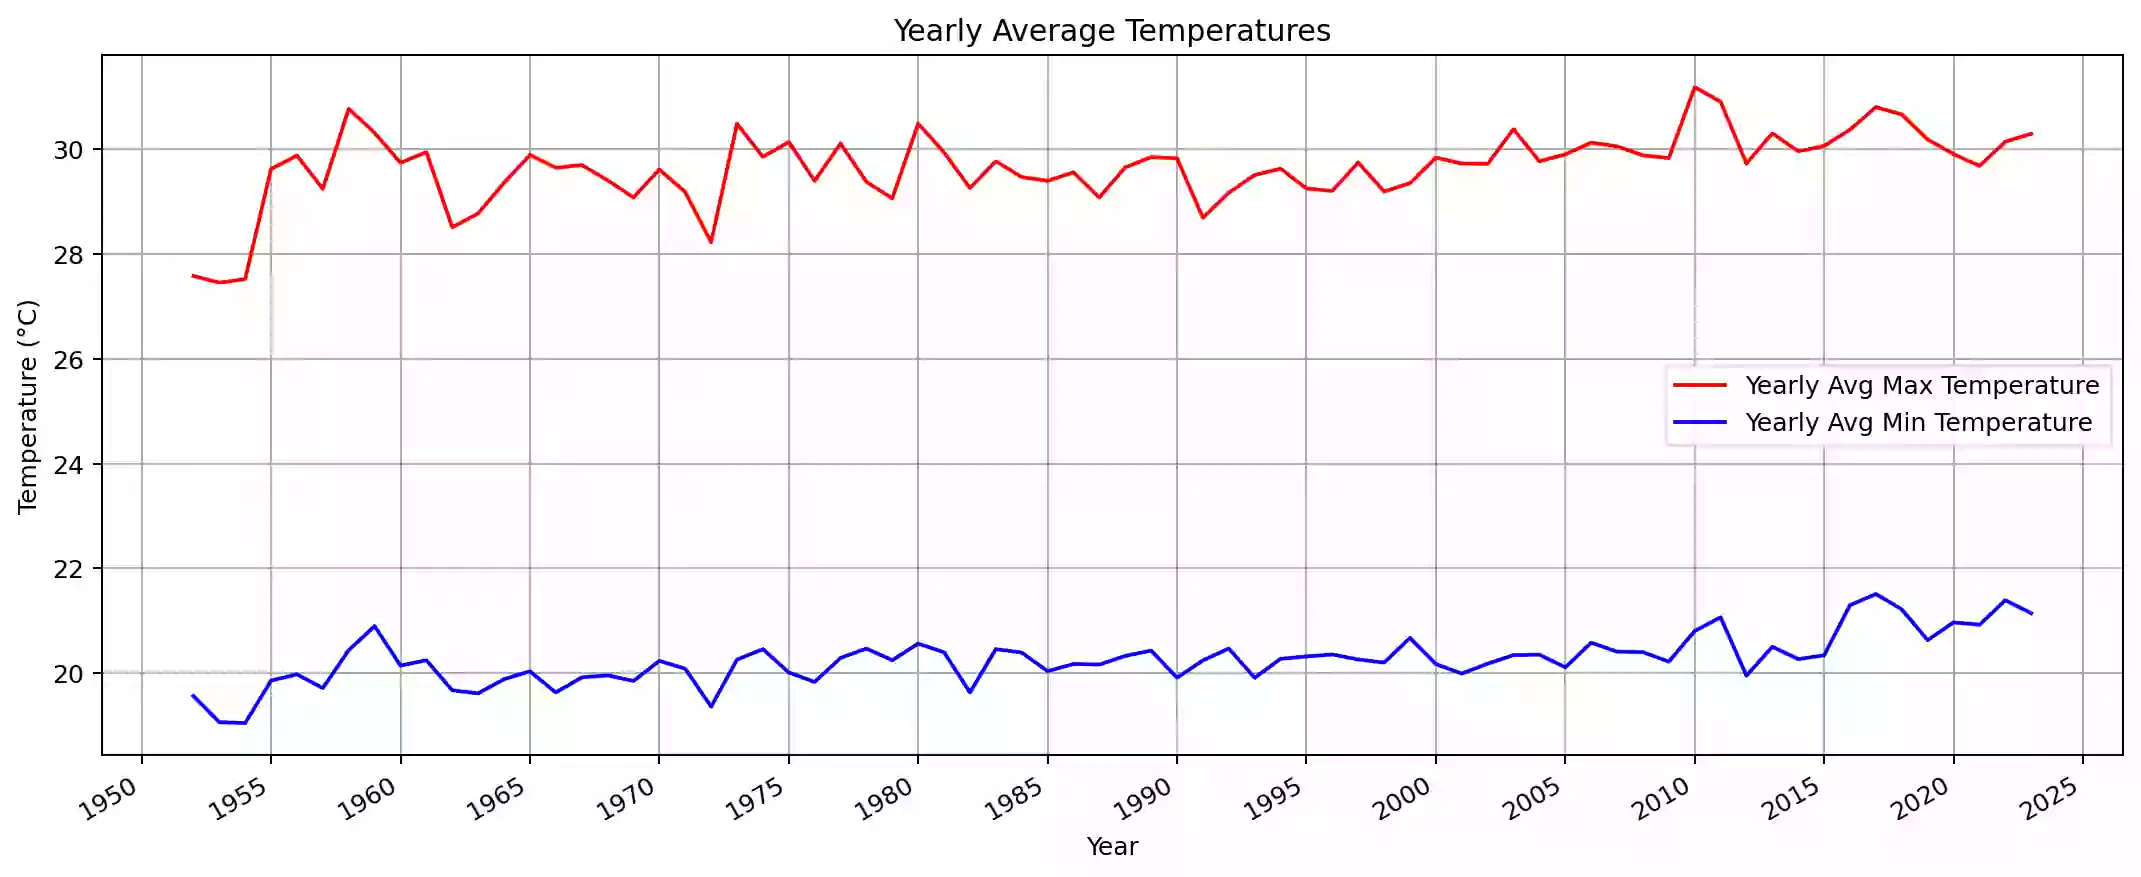 Yearly Average Temperatures
Temperature (°C)
30
28
26
24
22
20
Yearly Avg Max Temperature
Yearly Avg Min Temperature
1950 1955 1960 1965 1970 1975 1980 1985 1990 1995 2000 2005 2010 2015 2020 2025
Year